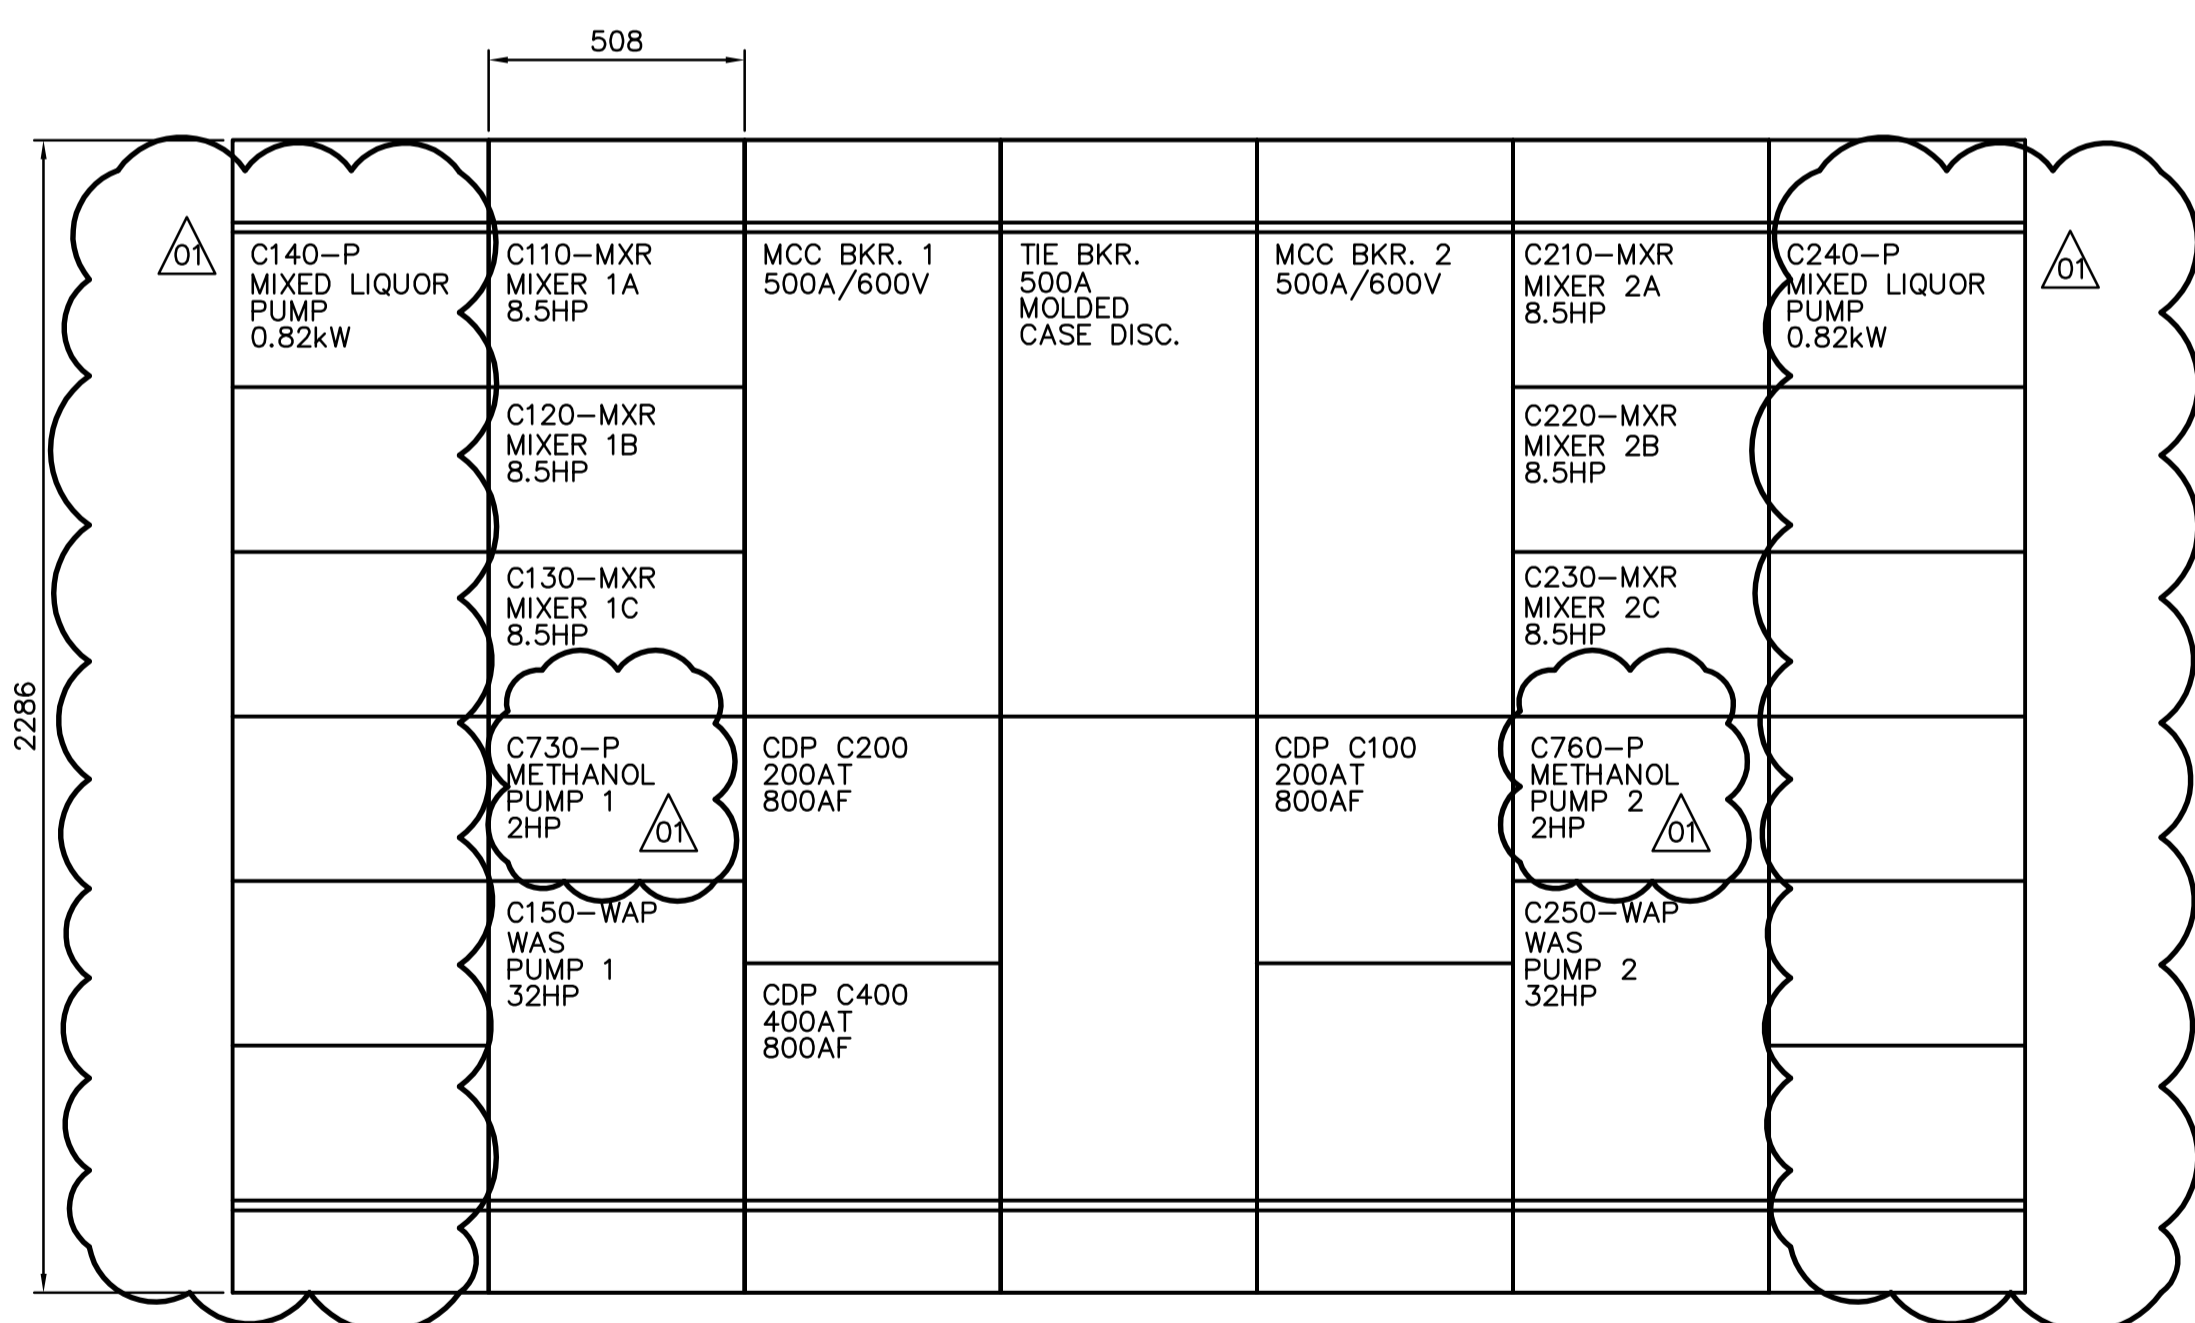 508
2286
01
C140-P
MIXED LIQUOR
PUMP
0.82kW
C110-MXR
MIXER 1A
8.5HP
MCC BKR. 1
500A/600V
TIE BKR.
500A
MOLDED
CASE DISC.
MCC BKR. 2
500A/600V
C210-MXR
MIXER 2A
8.5HP
C240-P
MIXED LIQUOR
PUMP
0.82kW
01
C120-MXR
MIXER 1B
8.5HP
C220-MXR
MIXER 2B
8.5HP
C130-MXR
MIXER 1C
8.5HP
C230-MXR
MIXER 2C
8.5HP
C730-P
METHANOL
PUMP 1
2HP
01
CDP C200
200AT
800AF
CDP C100
200AT
800AF
C760-P
METHANOL
PUMP 2
2HP
01
C150-WAP
WAS
PUMP 1
32HP
CDP C400
400AT
800AF
C250-WAP
WAS
PUMP 2
32HP